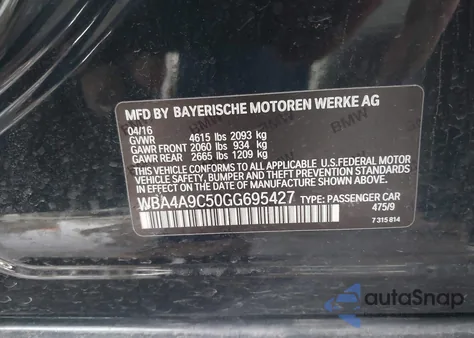 MFD BY BAYERISCHE MOTOREN WERKE AG
04/16
GVWR 4615 lbs 2093 kg
GAWR FRONT 2060 lbs 934 kg
GAWR REAR 2665 lbs 1209 kg
THIS VEHICLE CONFORMS TO ALL APPLICABLE U.S.FEDERAL MOTOR
VEHICLE SAFETY, BUMPER AND THEFT PREVENTION STANDARDS
IN EFFECT ON THE DATE OF MANUFACTURE SHOWN ABOVE.
WBA4A9C50GG695427 TYPE: PASSENGER CAR
475/9
7 315 814
BMW
BMW
autoSnap